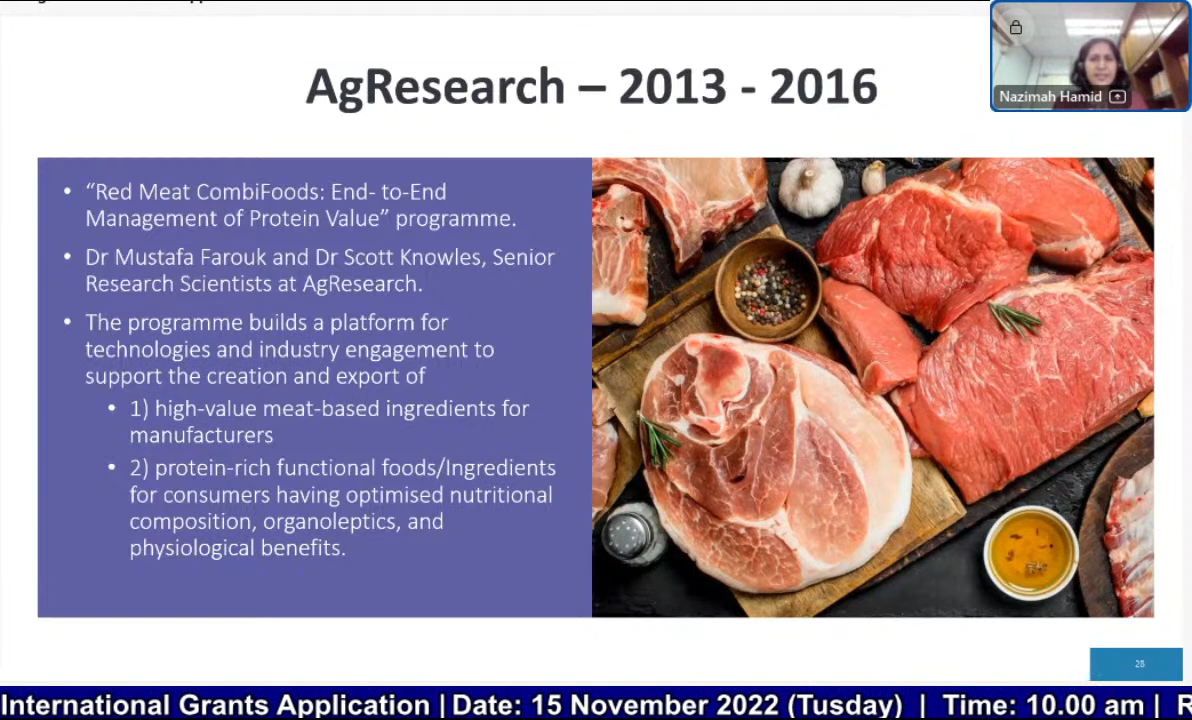 AgResearch – 2013 - 2016
Nazimah Hamid
• “Red Meat CombiFoods: End- to-End
Management of Protein Value” programme.
• Dr Mustafa Farouk and Dr Scott Knowles, Senior
Research Scientists at AgResearch.
• The programme builds a platform for
technologies and industry engagement to
support the creation and export of
• 1) high-value meat-based ingredients for
manufacturers
• 2) protein-rich functional foods/Ingredients
for consumers having optimised nutritional
composition, organoleptics, and
physiological benefits.
28
International Grants Application | Date: 15 November 2022 (Tusday) | Time: 10.00 am | R